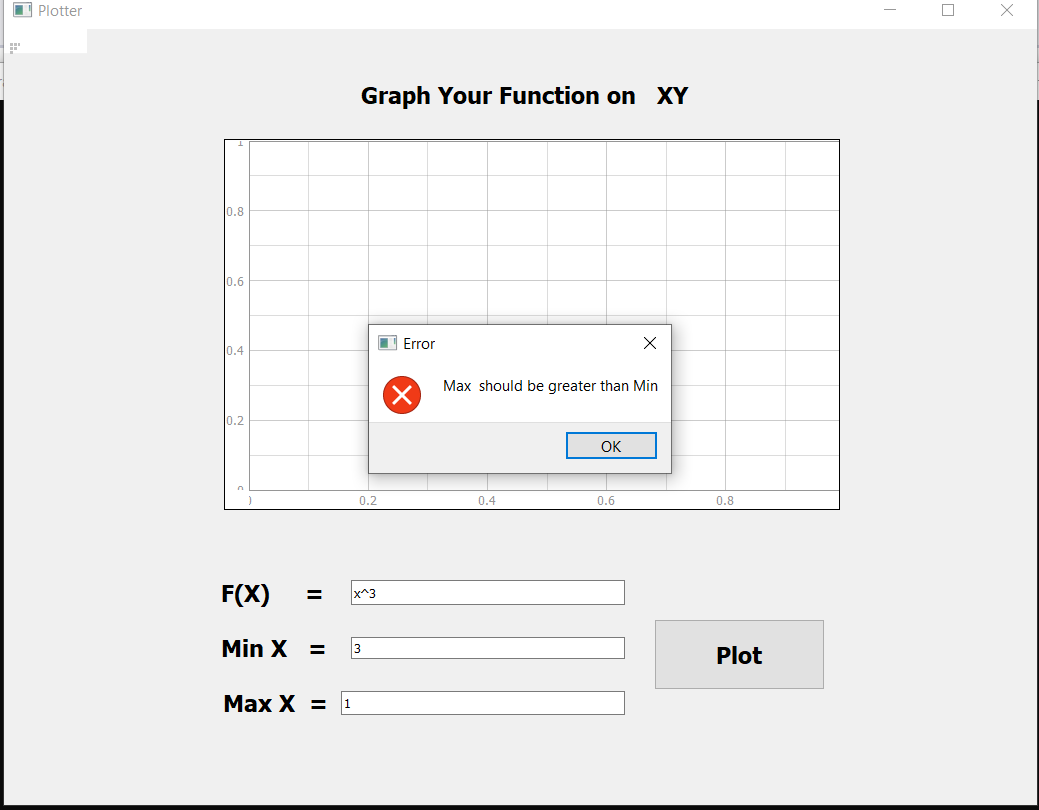 Plotter
Graph Your Function on XY
1
0.8
0.6
0.4
0.2
0
0.2
0.4
0.6
0.8
Error
Max should be greater than Min
OK
F(X) = x^3
Min X = 3
Max X = 1
Plot